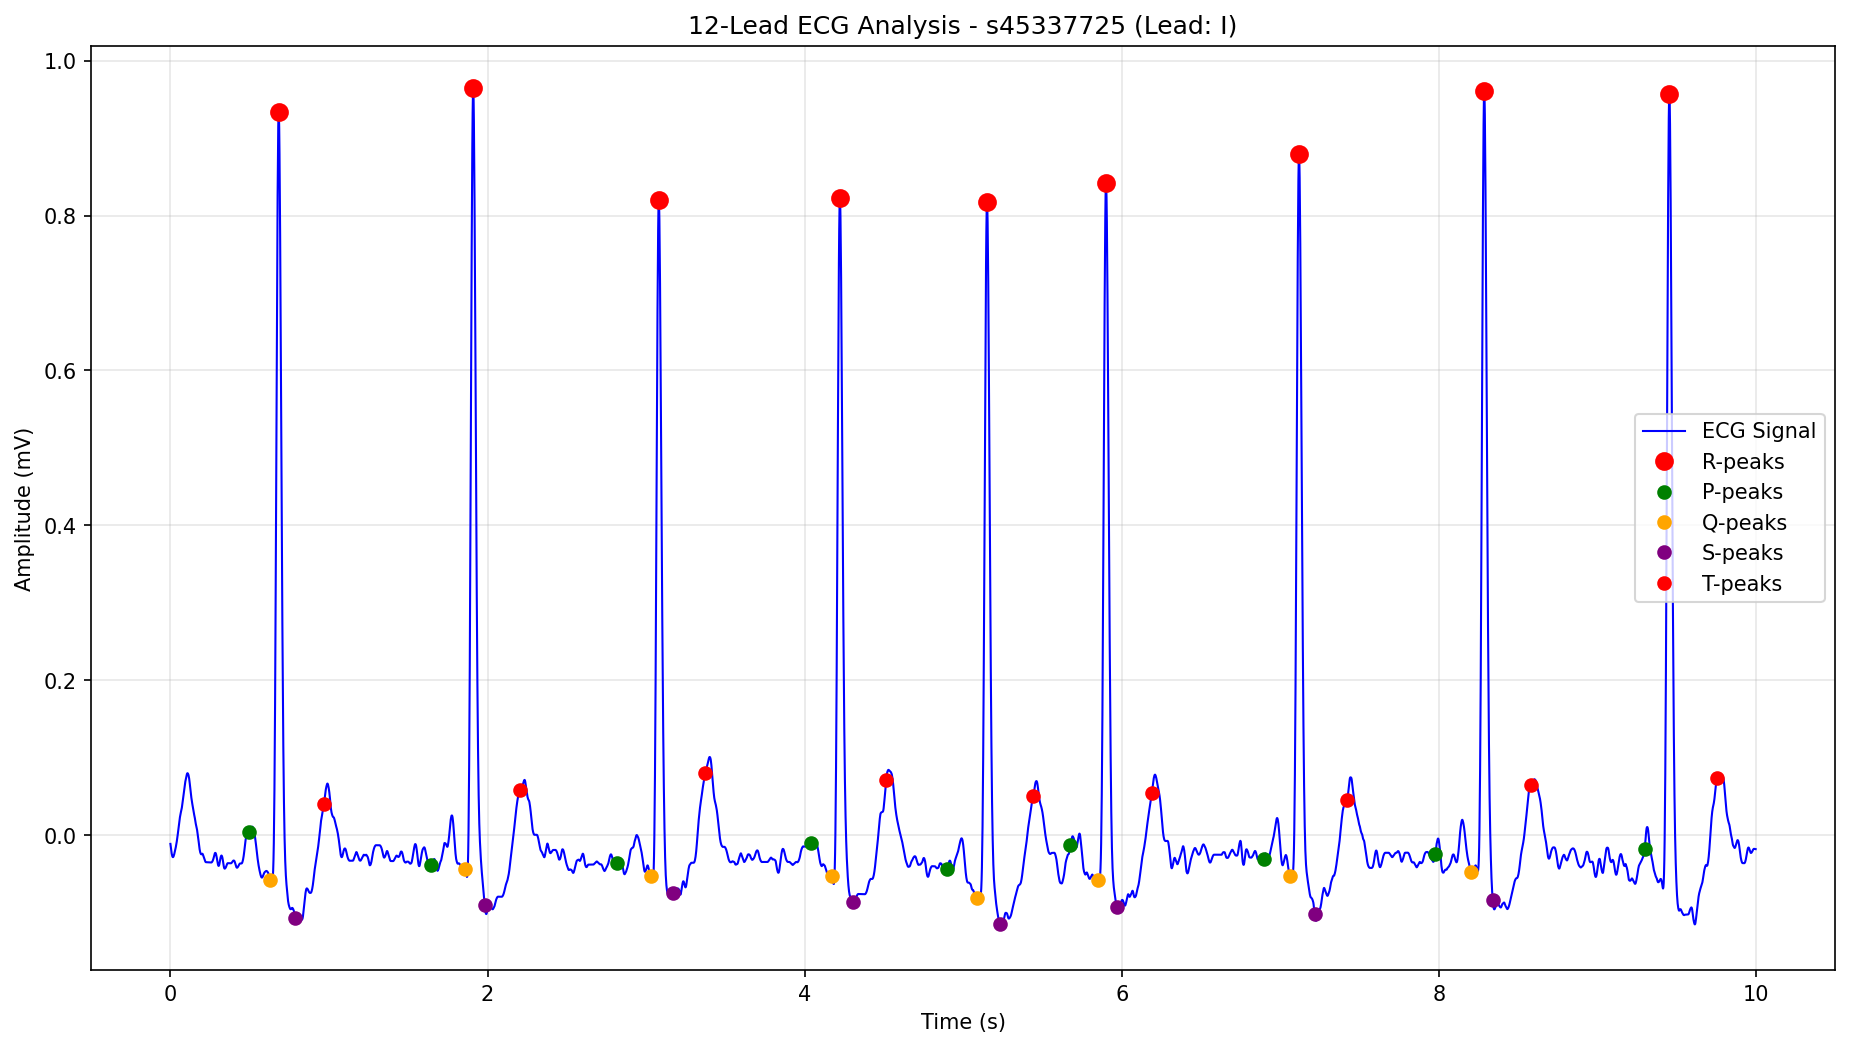 12-Lead ECG Analysis - s45337725 (Lead: I)
1.0
0.8
0.6
0.4
0.2
0.0
Amplitude (mV)
ECG Signal
R-peaks
P-peaks
Q-peaks
S-peaks
T-peaks
0 2 4 6 8 10
Time (s)